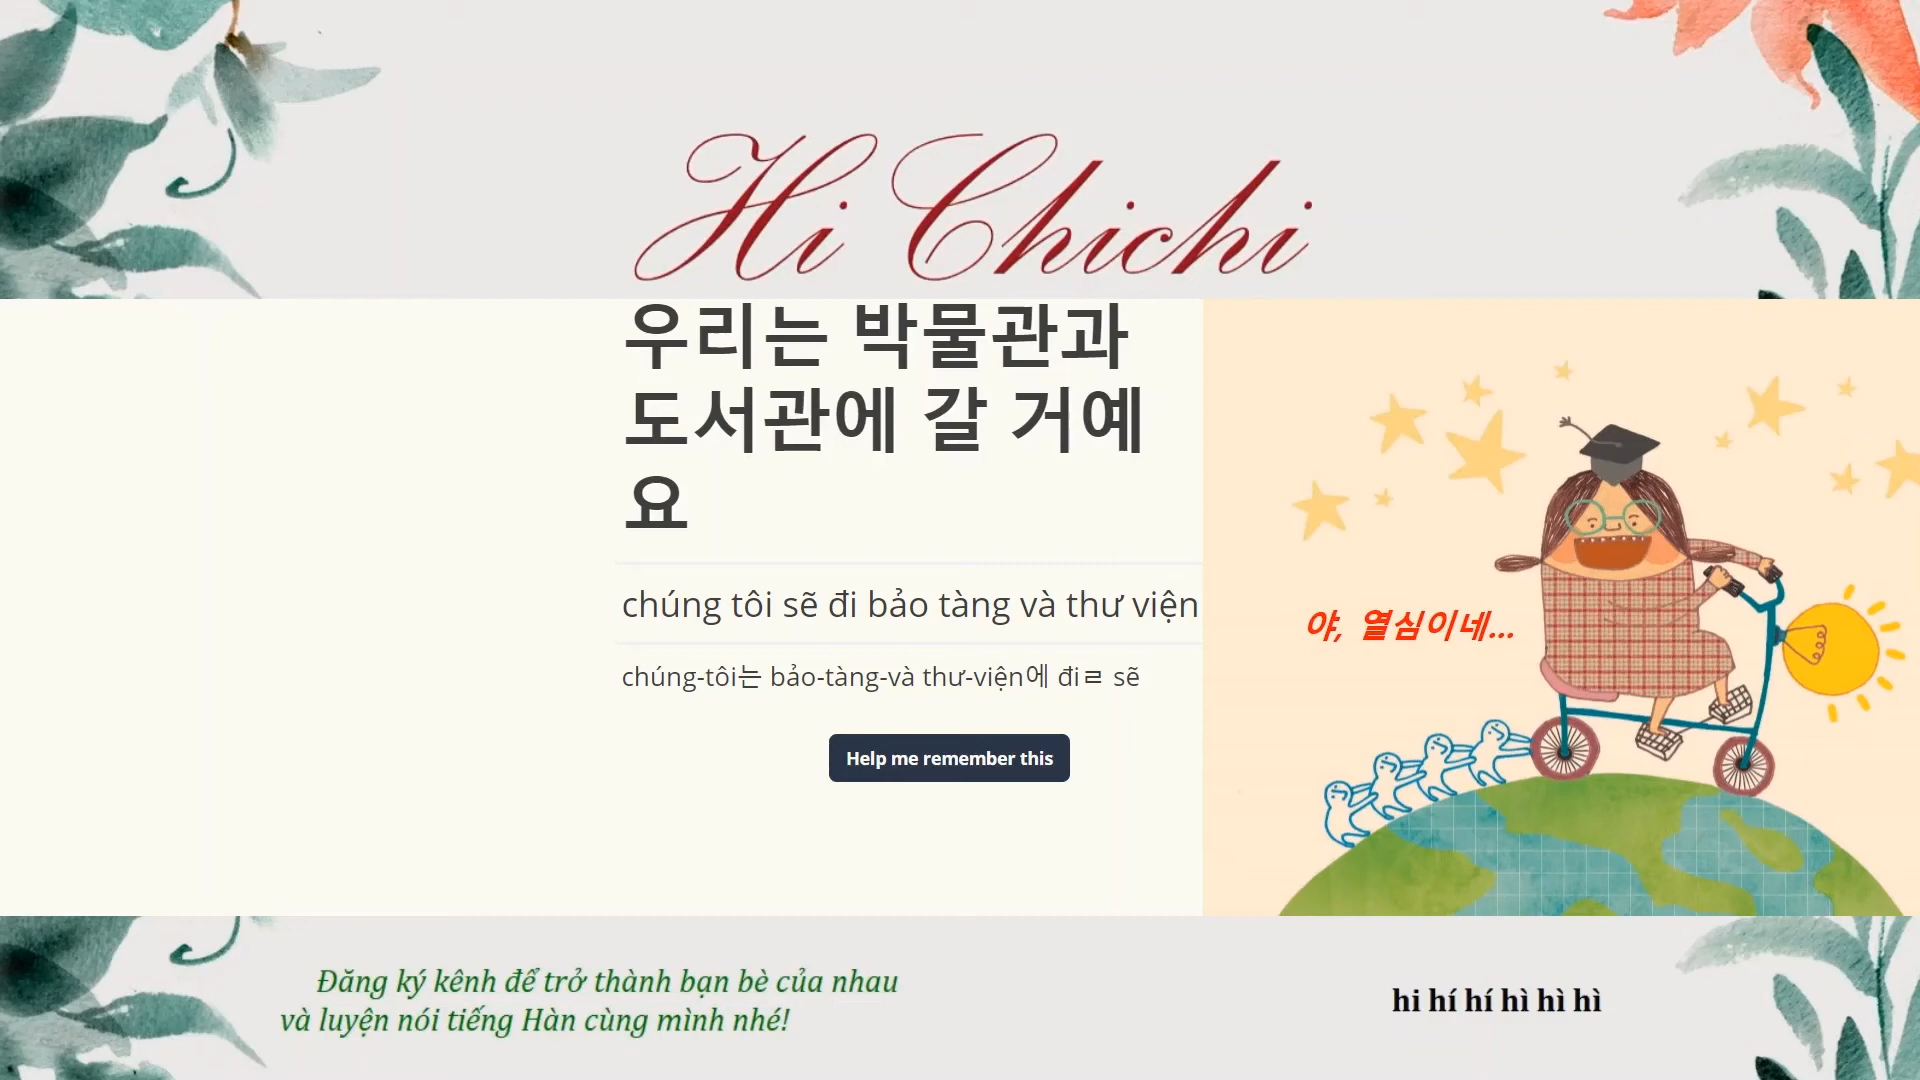 Hi Chichi
우리는 박물관과
도서관에 갈 거예
요
chúng tôi sẽ đi bảo tàng và thư viện
chúng-tôi는 bảo-tàng-và thư-viện에 điㄹ sẽ
Help me remember this
야, 열심이네...
Đăng ký kênh để trở thành bạn bè của nhau
và luyện nói tiếng Hàn cùng mình nhé!
hi hí hí hì hì hì